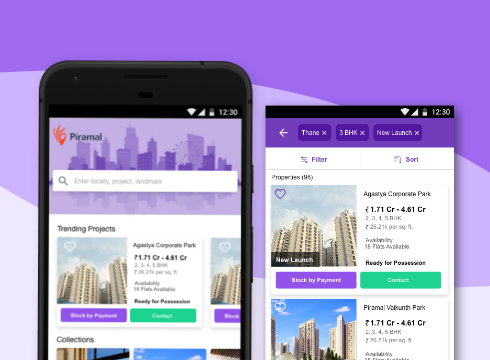 12:30
Piramal
Enter locality, project, landmark
Trending Projects
Agastya Corporate Park
₹1.71 Cr - 4.61 Cr
2, 3, 4, 5 BHK
₹ 26.21k per sq. ft.
Availability
18 Flats Available
Ready for Possession
Block by Payment
Contact
Block
Collections
12:30
Thane ×
3 BHK ×
New Launch ×
Filter
Sort
Properties (98)
New Launch
Agastya Corporate Park
₹ 1.71 Cr - 4.61 Cr
2, 3, 4, 5 BHK
₹ 26.21k per sq. ft.
Availability
18 Flats Available
Ready for Possession
Block by Payment
Contact
Piramal Vaikunth Park
₹ 1.71 Cr - 4.61 Cr
2, 3, 4, 5 BHK
₹ 26.21k per sq. ft.
Availability